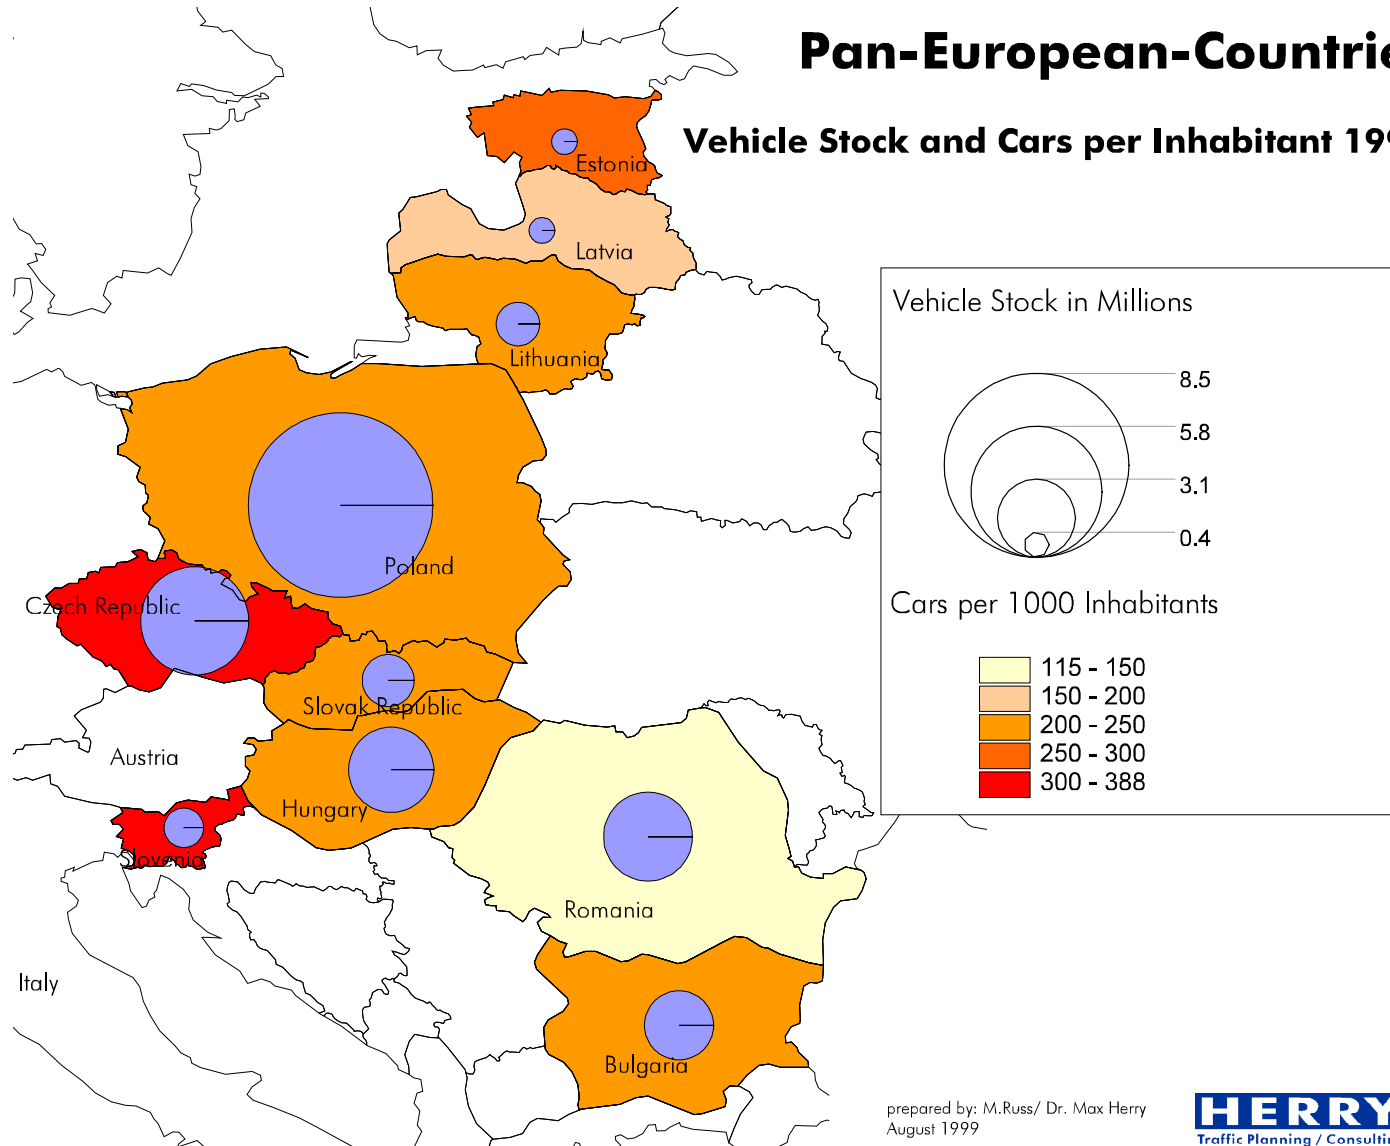 Pan-European-Countrie
Vehicle Stock and Cars per Inhabitant 199
Estonia
Latvia
Lithuania
Poland
Czech Republic
Slovak Republic
Austria
Hungary
Slovenia
Romania
Italy
Bulgaria
Vehicle Stock in Millions
8.5
5.8
3.1
0.4
Cars per 1000 Inhabitants
115 - 150
150 - 200
200 - 250
250 - 300
300 - 388
prepared by: M.Russ/ Dr. Max Herry
August 1999
HERRY
Traffic Planning / Consultin